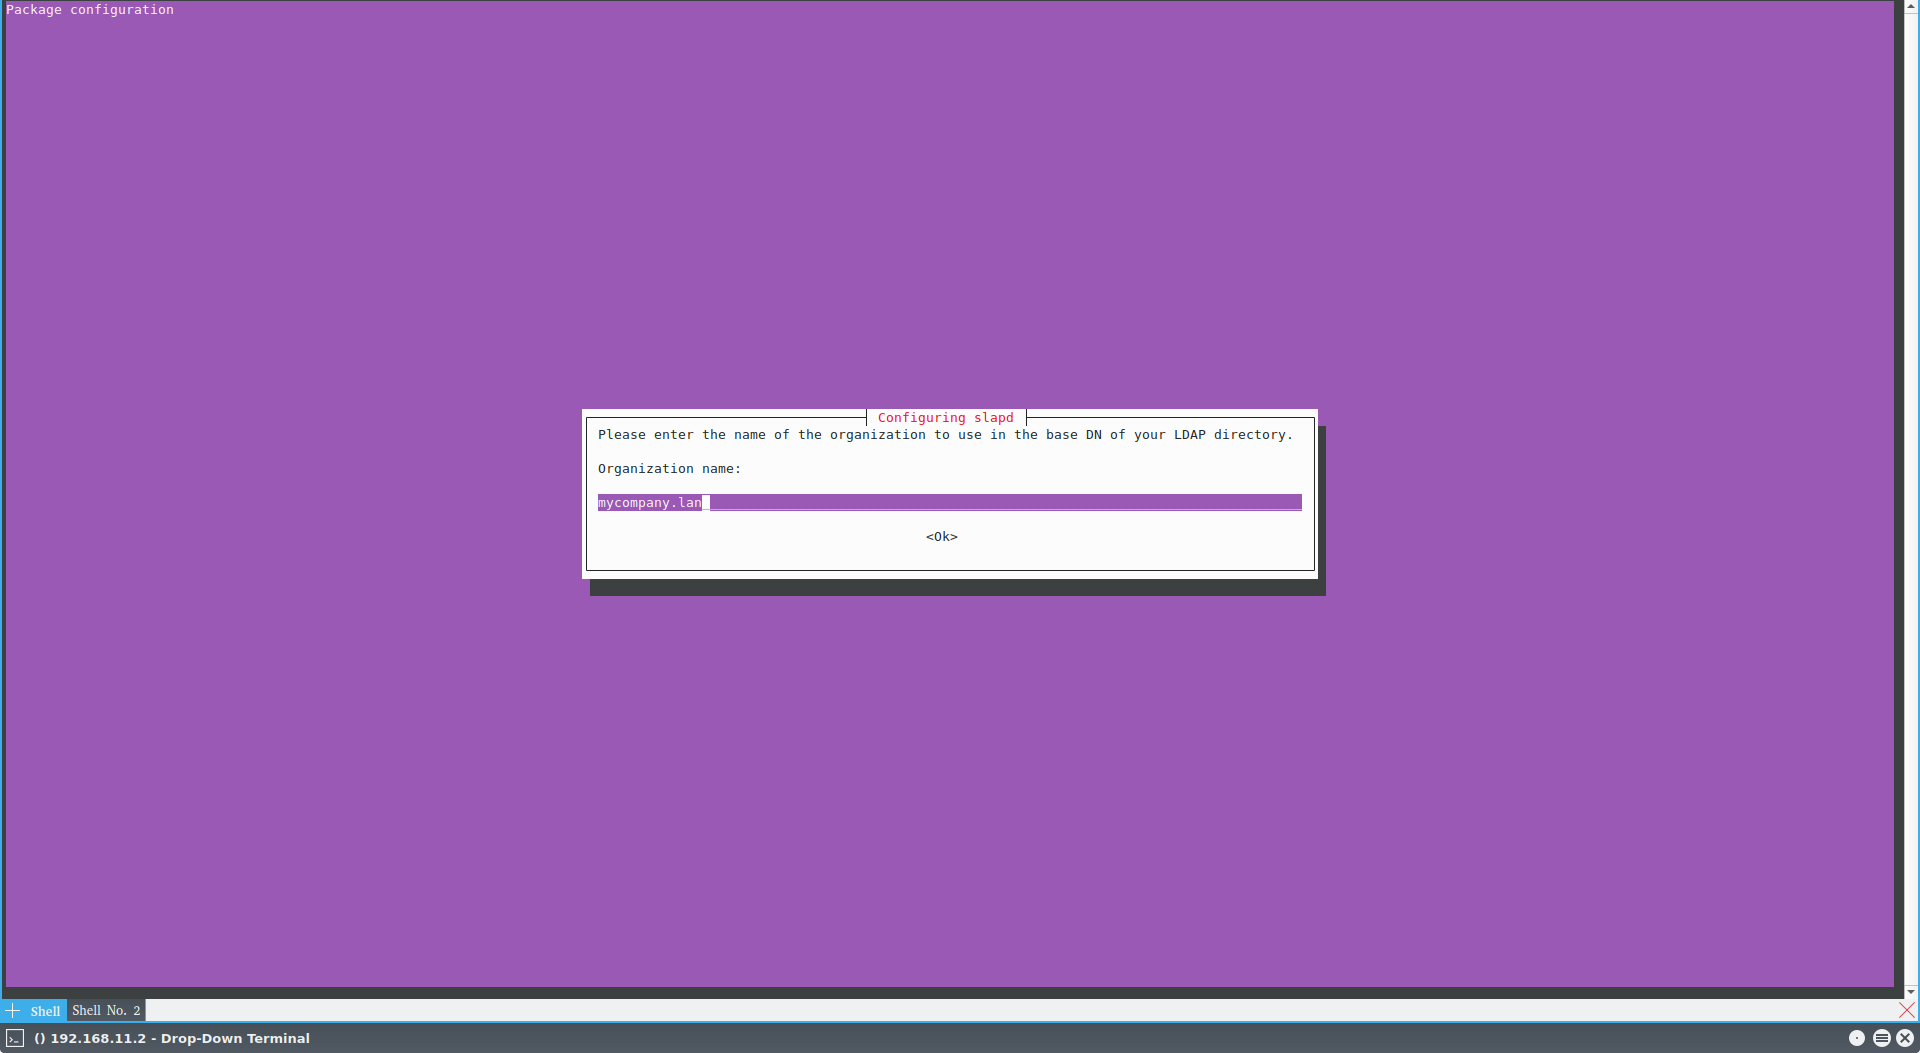 Package configuration
Configuring slapd
Please enter the name of the organization to use in the base DN of your LDAP directory.
Organization name:
mycompany.lan
<Ok>
Shell
Shell No. 2
() 192.168.11.2 - Drop-Down Terminal